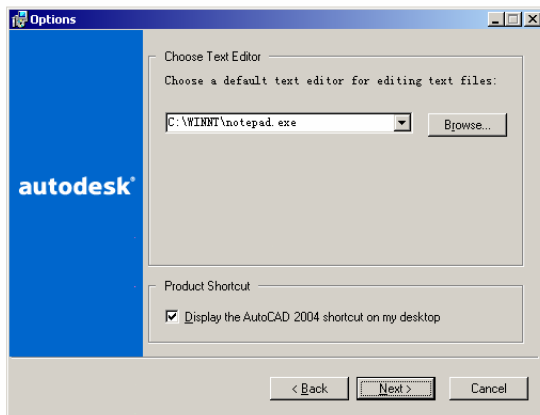 Options
Choose Text Editor
Choose a default text editor for editing text files:
C:\WINNT\notepad.exe
Browse...
autodesk®
Product Shortcut
Display the AutoCAD 2004 shortcut on my desktop
< Back
Next >
Cancel